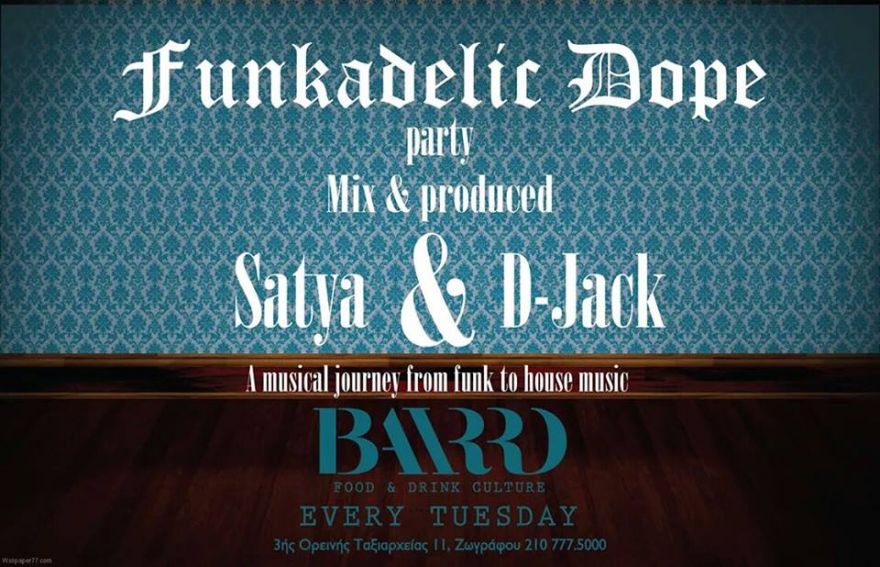 Funkadelic Dope
party
Mix & produced
Satya & D-Jack
A musical journey from funk to house music
BARRO
FOOD & DRINK CULTURE
EVERY TUESDAY
3ης Ορεινής Ταξιαρχείας 11, Ζωγράφου 210 777.5000
Wallpaper77.com